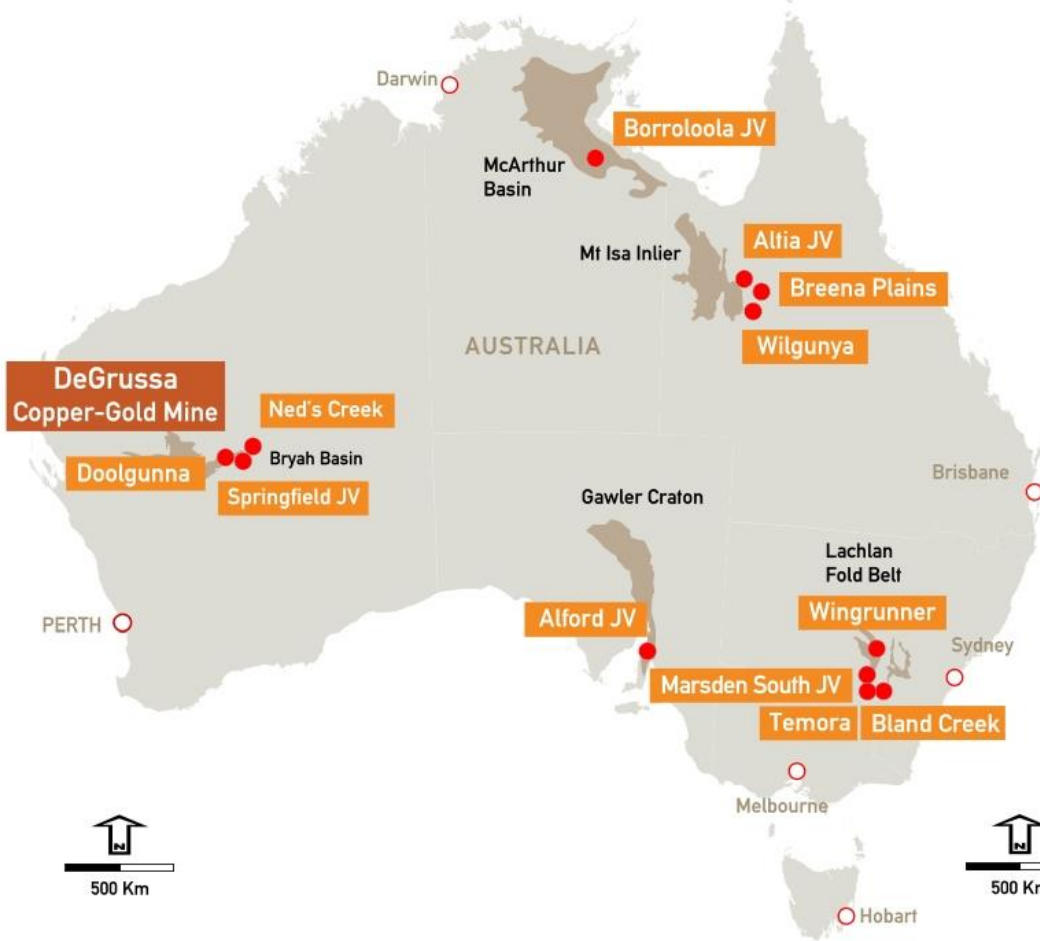 Darwin
Borroloola JV
McArthur
Basin
Altia JV
Mt Isa Inlier
Breena Plains
Wilgunya
AUSTRALIA
DeGrussa
Copper-Gold Mine
Ned's Creek
Bryah Basin
Doolgunna
Springfield JV
Brisbane
Gawler Craton
Lachlan
Fold Belt
Wingrunner
Alford JV
PERTH
Sydney
Marsden South JV
Temora
Bland Creek
Melbourne
N
500 Km
N
500 K
Hobart